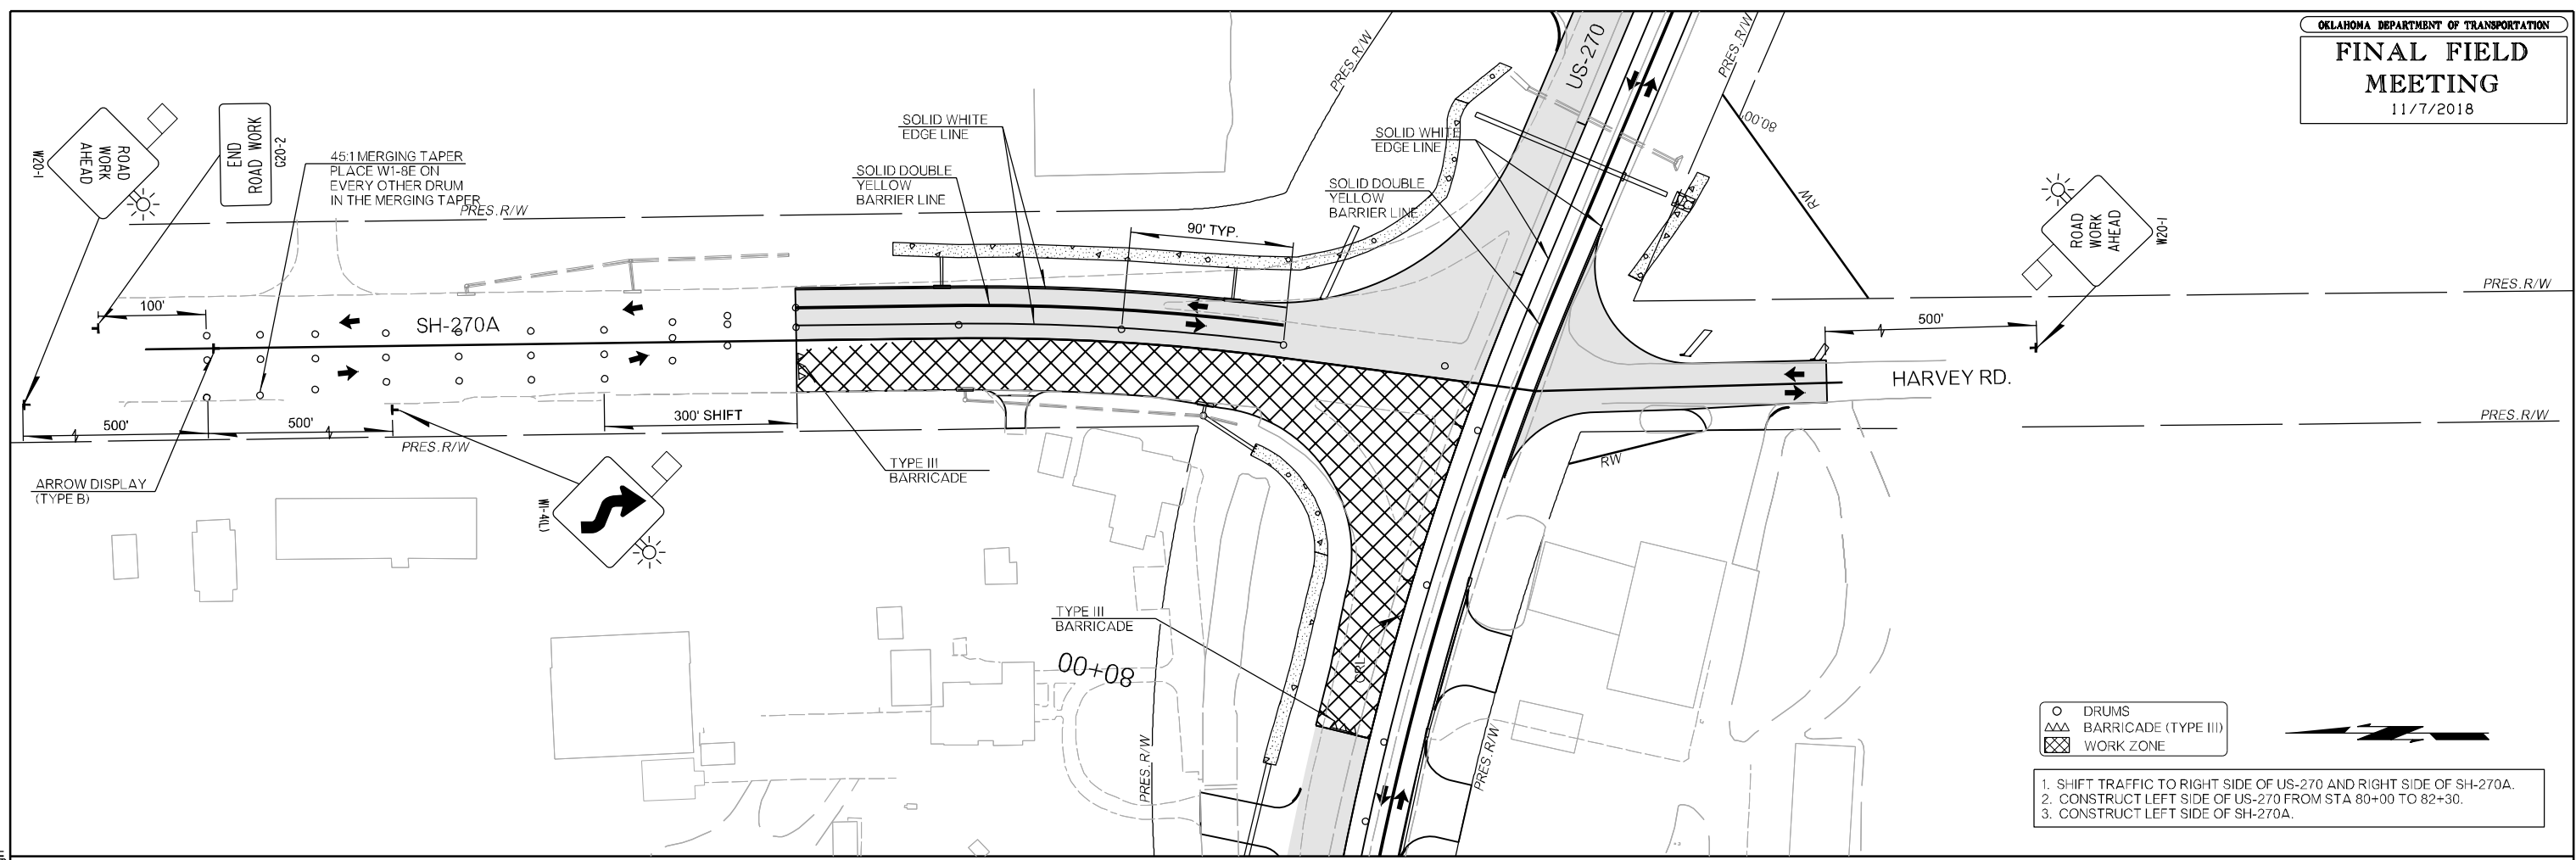 OKLAHOMA DEPARTMENT OF TRANSPORTATION
FINAL FIELD
MEETING
11/7/2018
ROAD
WORK
AHEAD
W20-1
END
ROAD WORK
G20-2
45:1 MERGING TAPER
PLACE W1-8E ON
EVERY OTHER DRUM
IN THE MERGING TAPER
PRES. R/W
SOLID WHITE
EDGE LINE
SOLID DOUBLE
YELLOW
BARRIER LINE
90' TYP.
PRES. R/W
US-270
SOLID WHITE
EDGE LINE
SOLID DOUBLE
YELLOW
BARRIER LINE
PRES. R/W
80.00'
RW
ROAD
WORK
AHEAD
W20-1
PRES. R/W
100'
SH-270A
500'
HARVEY RD.
500'
500'
300' SHIFT
PRES. R/W
PRES. R/W
RW
ARROW DISPLAY
(TYPE B)
W1-4(L)
TYPE III
BARRICADE
TYPE III
BARRICADE
80+00
CRL
PRES. R/W
PRES. R/W
DRUMS
BARRICADE (TYPE III)
WORK ZONE
1. SHIFT TRAFFIC TO RIGHT SIDE OF US-270 AND RIGHT SIDE OF SH-270A.
2. CONSTRUCT LEFT SIDE OF US-270 FROM STA 80+00 TO 82+30.
3. CONSTRUCT LEFT SIDE OF SH-270A.